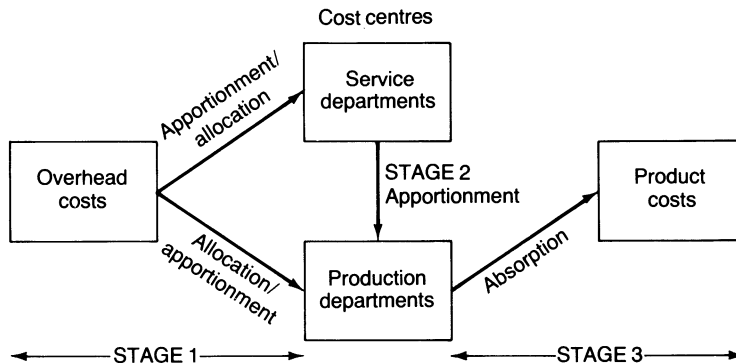 Cost centres
Service
departments
Apportionment/
allocation
Overhead
costs
STAGE 2
Apportionment
Product
costs
Allocation/
apportionment
Production
departments
Absorption
STAGE 1
STAGE 3